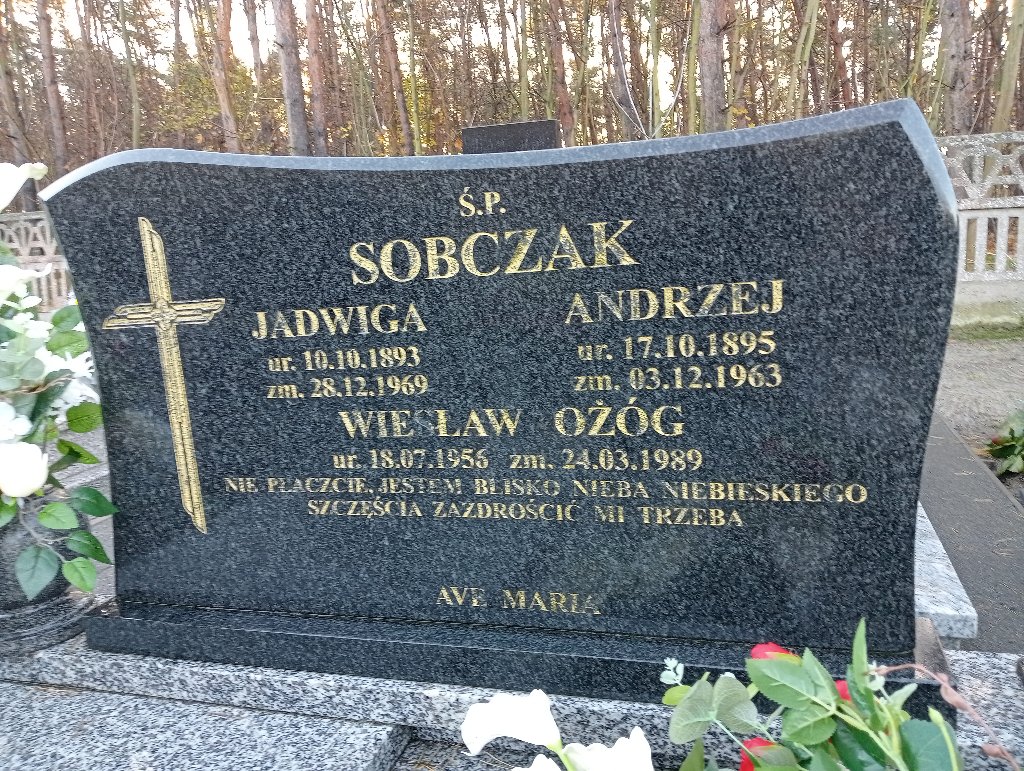 Ś.P.
SOBCZAK
JADWIGA
ur. 10.10.1893
zm. 28.12.1969
ANDRZEJ
ur. 17.10.1895
zm. 03.12.1963
WIESŁAW OŻÓG
ur. 18.07.1956 zm. 24.03.1989
NIE PŁACZCIE, JESTEM BLISKO NIEBA NIEBIESKIEGO
SZCZĘŚCIA ZAZDROŚCIĆ MI TRZEBA
AVE MARIA